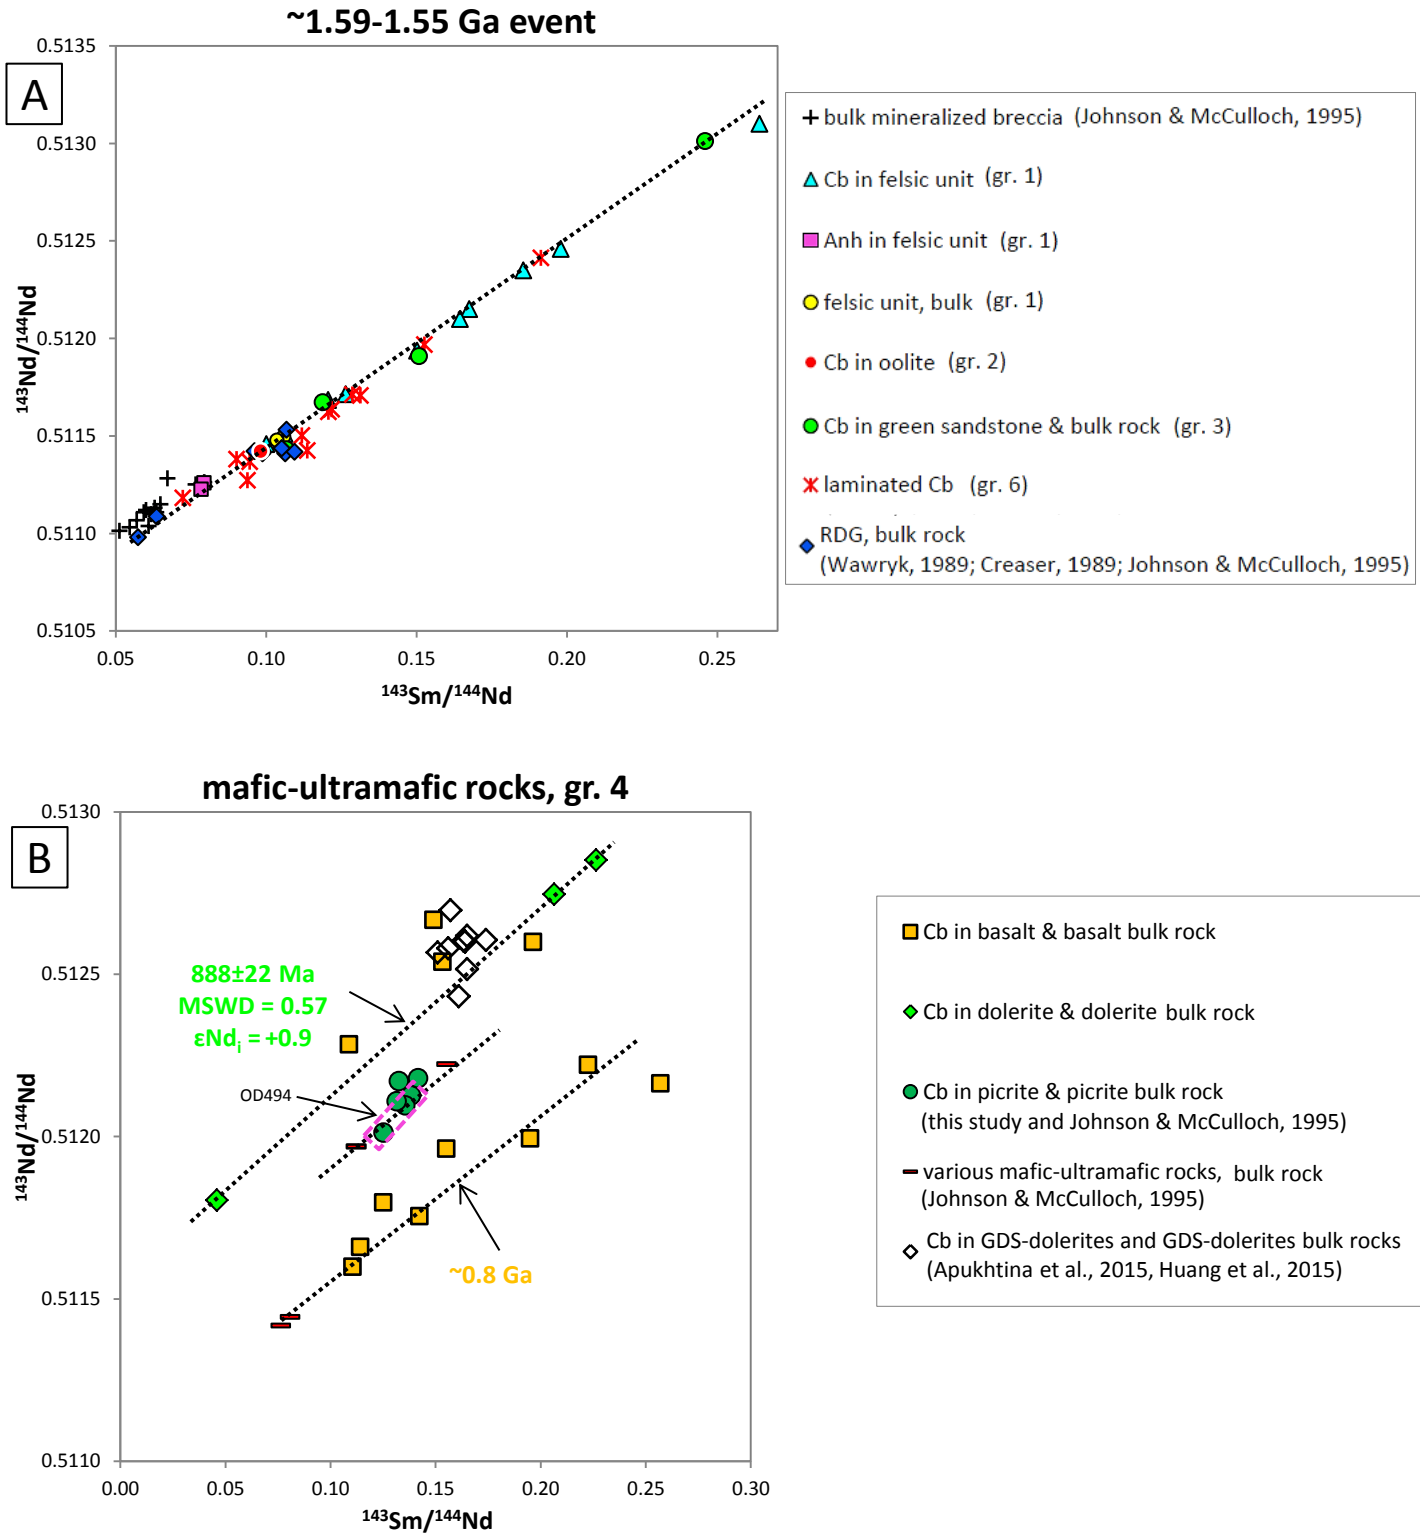 ~1.59-1.55 Ga event
A
0.5135
0.5130
0.5125
0.5120
0.5115
0.5110
0.5105
¹⁴³Nd/¹⁴⁴Nd
0.05 0.10 0.15 0.20 0.25
¹⁴³Sm/¹⁴⁴Nd
bulk mineralized breccia (Johnson & McCulloch, 1995)
Cb in felsic unit (gr. 1)
Anh in felsic unit (gr. 1)
felsic unit, bulk (gr. 1)
Cb in oolite (gr. 2)
Cb in green sandstone & bulk rock (gr. 3)
laminated Cb (gr. 6)
RDG, bulk rock
(Wawryk, 1989; Creaser, 1989; Johnson & McCulloch, 1995)
mafic-ultramafic rocks, gr. 4
B
0.5130
0.5125
0.5120
0.5115
0.5110
¹⁴³Nd/¹⁴⁴Nd
888±22 Ma
MSWD = 0.57
εNdᵢ = +0.9
OD494
~0.8 Ga
0.00 0.05 0.10 0.15 0.20 0.25 0.30
¹⁴³Sm/¹⁴⁴Nd
Cb in basalt & basalt bulk rock
Cb in dolerite & dolerite bulk rock
Cb in picrite & picrite bulk rock
(this study and Johnson & McCulloch, 1995)
various mafic-ultramafic rocks, bulk rock
(Johnson & McCulloch, 1995)
Cb in GDS-dolerites and GDS-dolerites bulk rocks
(Apukhtina et al., 2015, Huang et al., 2015)